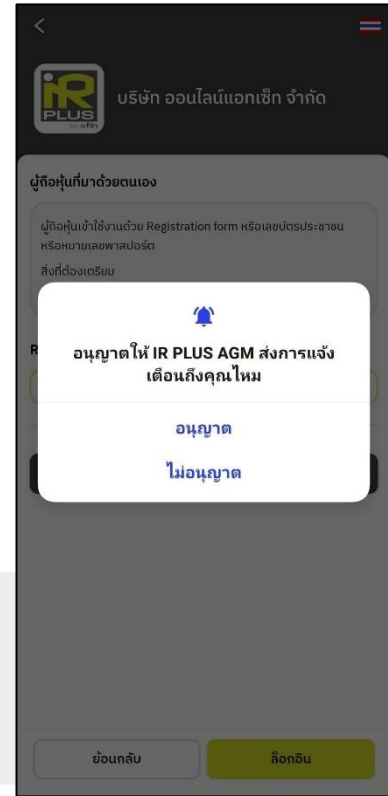 iR
PLUS
by efin
บริษัท ออนไลน์แอทเซ็ท จำกัด
ผู้ถือหุ้นที่มาด้วยตนเอง
ผู้ถือหุ้นเข้าใช้งานด้วย Registration form หรือเลขบัตรประชาชน
หรือหมายเลขพาสปอร์ต
สิ่งที่ต้องเตรียม
R
อนุญาตให้ IR PLUS AGM ส่งการแจ้ง
เตือนถึงคุณไหม
อนุญาต
ไม่อนุญาต
ย้อนกลับ
ล็อกอิน